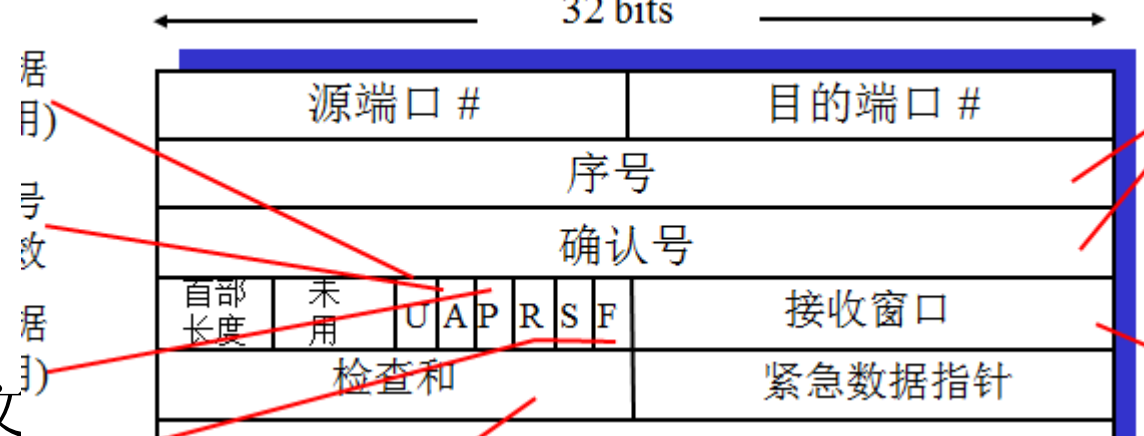 32 bits
据
用)
源端口 # 目的端口 #
序号
号
数
确认号
首部
长度
未
用
U A P R S F
接收窗口
据
检查和 紧急数据指针
文